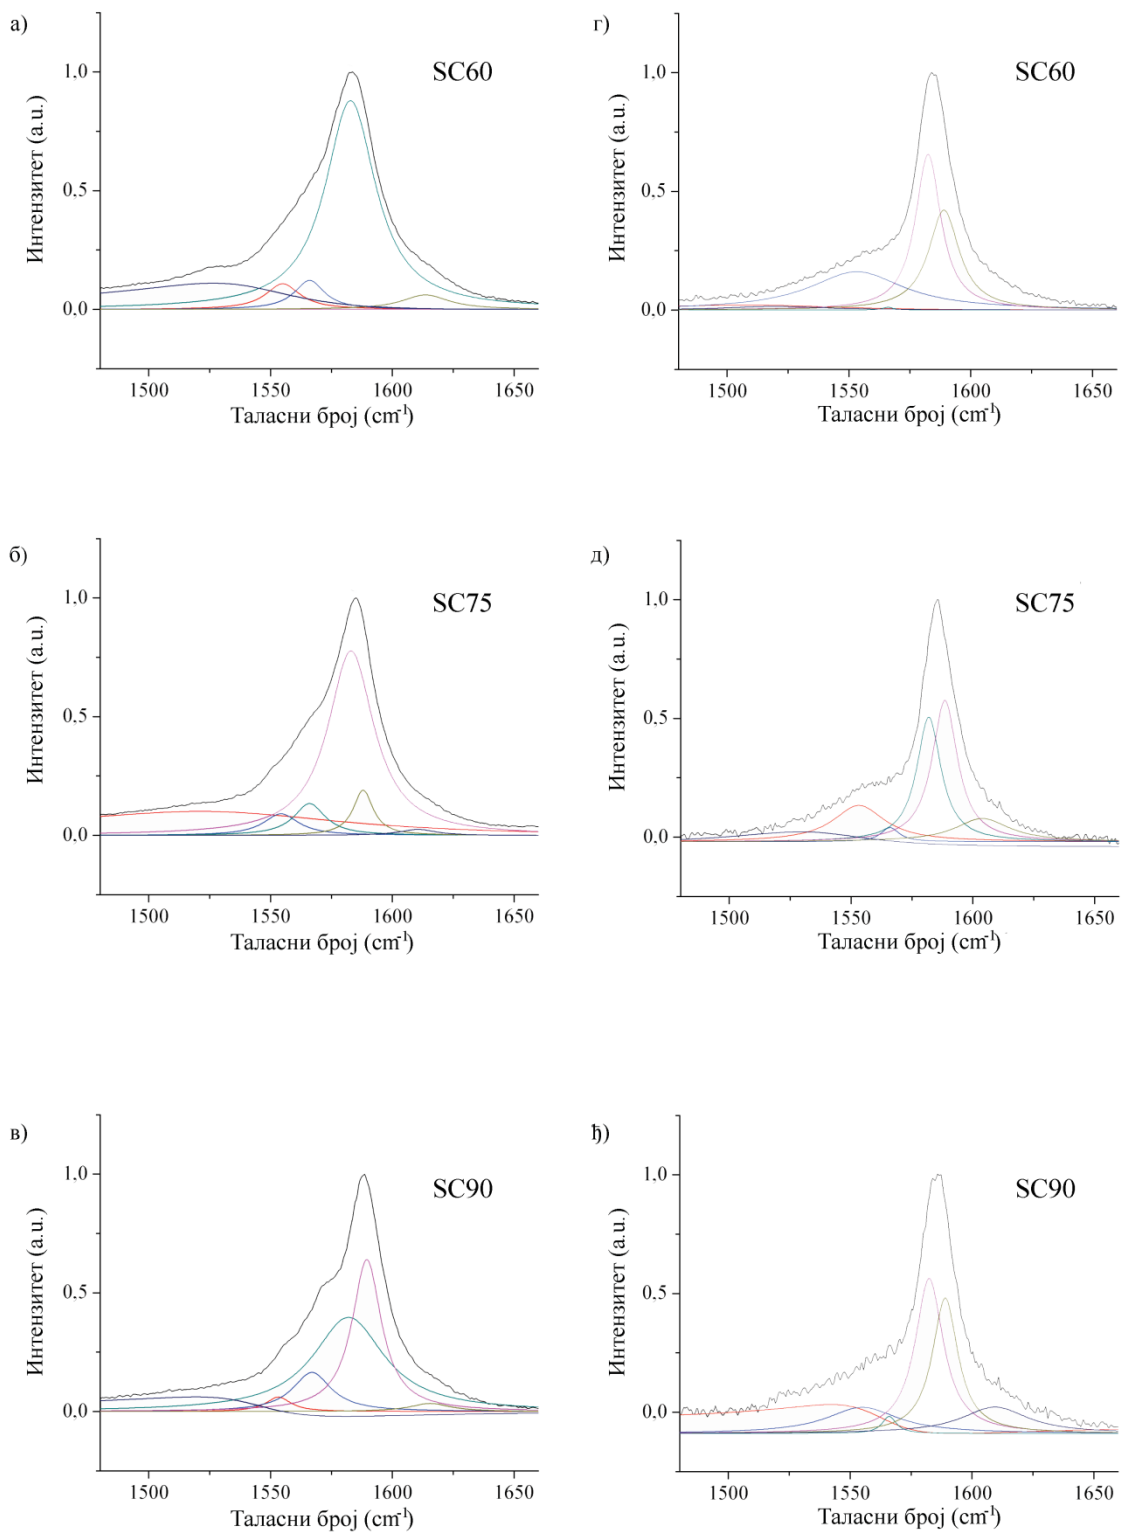 а)
SC60
Интензитет (a.u.)
1.0
0.5
0.0
1500 1550 1600 1650
Таласни број (cm-1)
г)
SC60
Интензитет (a.u.)
1.0
0.5
0.0
1500 1550 1600 1650
Таласни број (cm-1)
б)
SC75
Интензитет (a.u.)
1.0
0.5
0.0
1500 1550 1600 1650
Таласни број (cm-1)
д)
SC75
Интензитет (a.u.)
1.0
0.5
0.0
1500 1550 1600 1650
Таласни број (cm-1)
в)
SC90
Интензитет (a.u.)
1.0
0.5
0.0
1500 1550 1600 1650
Таласни број (cm-1)
ђ)
SC90
Интензитет (a.u.)
1.0
0.5
0.0
1500 1550 1600 1650
Таласни број (cm-1)